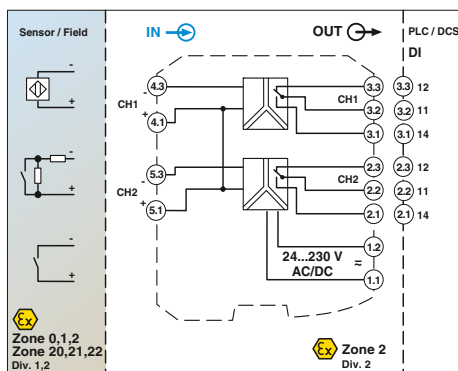 Sensor / Field
IN
OUT
PLC / DCS
DI
-
+
-
+
-
+
4.3
-
CH1
+
4.1
5.3
-
CH2
+
5.1
3.3
CH1
3.2
3.1
2.3
CH2
2.2
2.1
1.2
24...230 V
AC/DC
≈
1.1
3.3 12
3.2 11
3.1 14
2.3 12
2.2 11
2.1 14
Ex
Zone 0,1,2
Zone 20,21,22
Div. 1,2
Ex
Zone 2
Div. 2